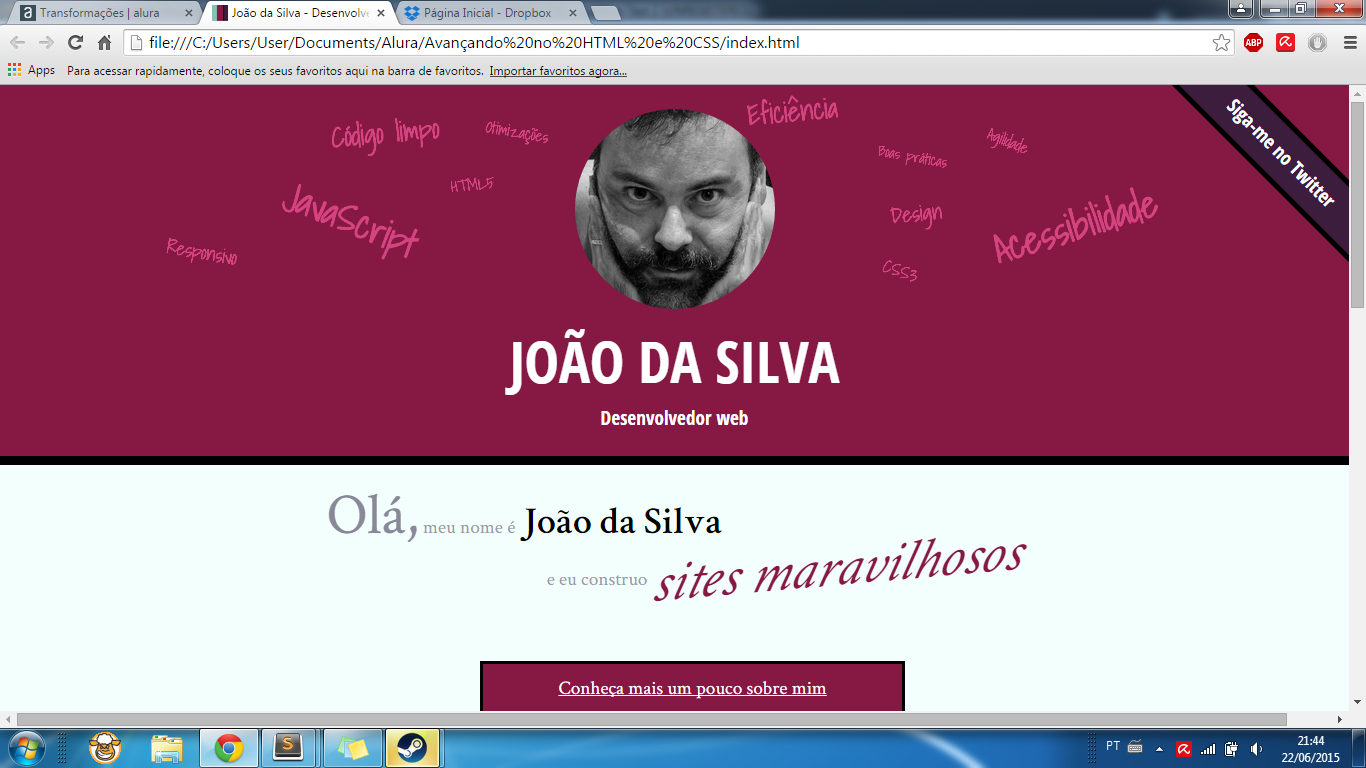 Transformações | alura
João da Silva - Desenvolve
Página Inicial - Dropbox
file:///C:/Users/User/Documents/Alura/Avançando%20no%20HTML%20e%20CSS/index.html
ABP
Apps Para acessar rapidamente, coloque os seus favoritos aqui na barra de favoritos. Importar favoritos agora...
Código limpo
Otimizações
Eficiência
Boas práticas
Agilidade
Siga-me no Twitter
HTML5
JavaScript
Design
Acessibilidade
Responsivo
CSS3
JOÃO DA SILVA
Desenvolvedor web
Olá, meu nome é João da Silva
e eu construo sites maravilhosos
Conheça mais um pouco sobre mim
PT
21:44
22/06/2015